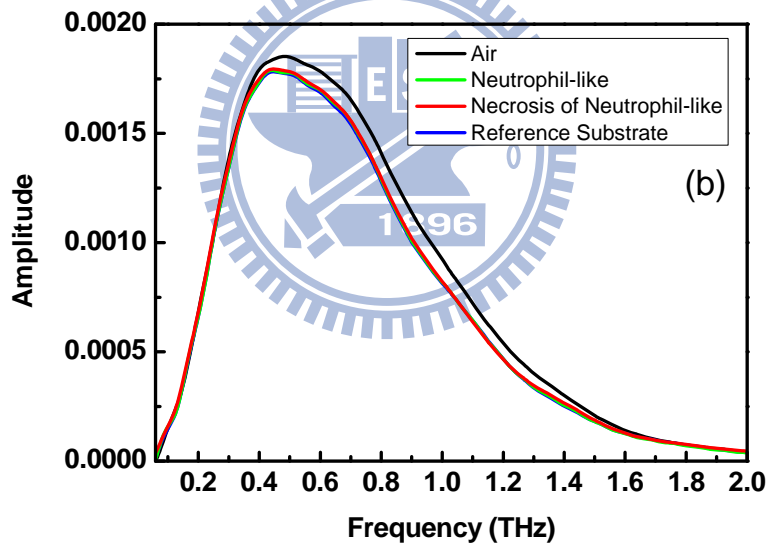 0.0020
0.0015
0.0010
0.0005
0.0000
Amplitude
Air
Neutrophil-like
Necrosis of Neutrophil-like
Reference Substrate
(b)
E
1896
0.2 0.4 0.6 0.8 1.0 1.2 1.4 1.6 1.8 2.0
Frequency (THz)